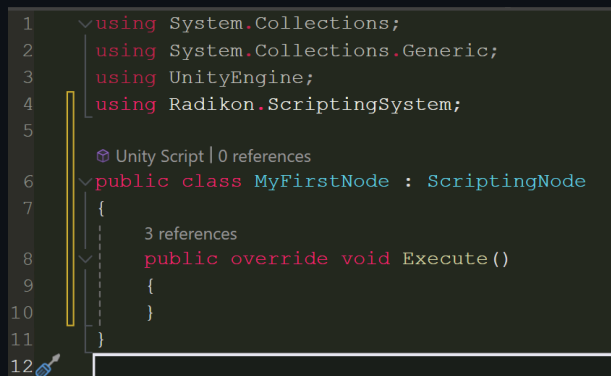 1 using System.Collections;
2 using System.Collections.Generic;
3 using UnityEngine;
4 using Radikon.ScriptingSystem;
5
Unity Script | 0 references
6 public class MyFirstNode : ScriptingNode
7 {
3 references
8 public override void Execute()
9 {
10 }
11 }
12